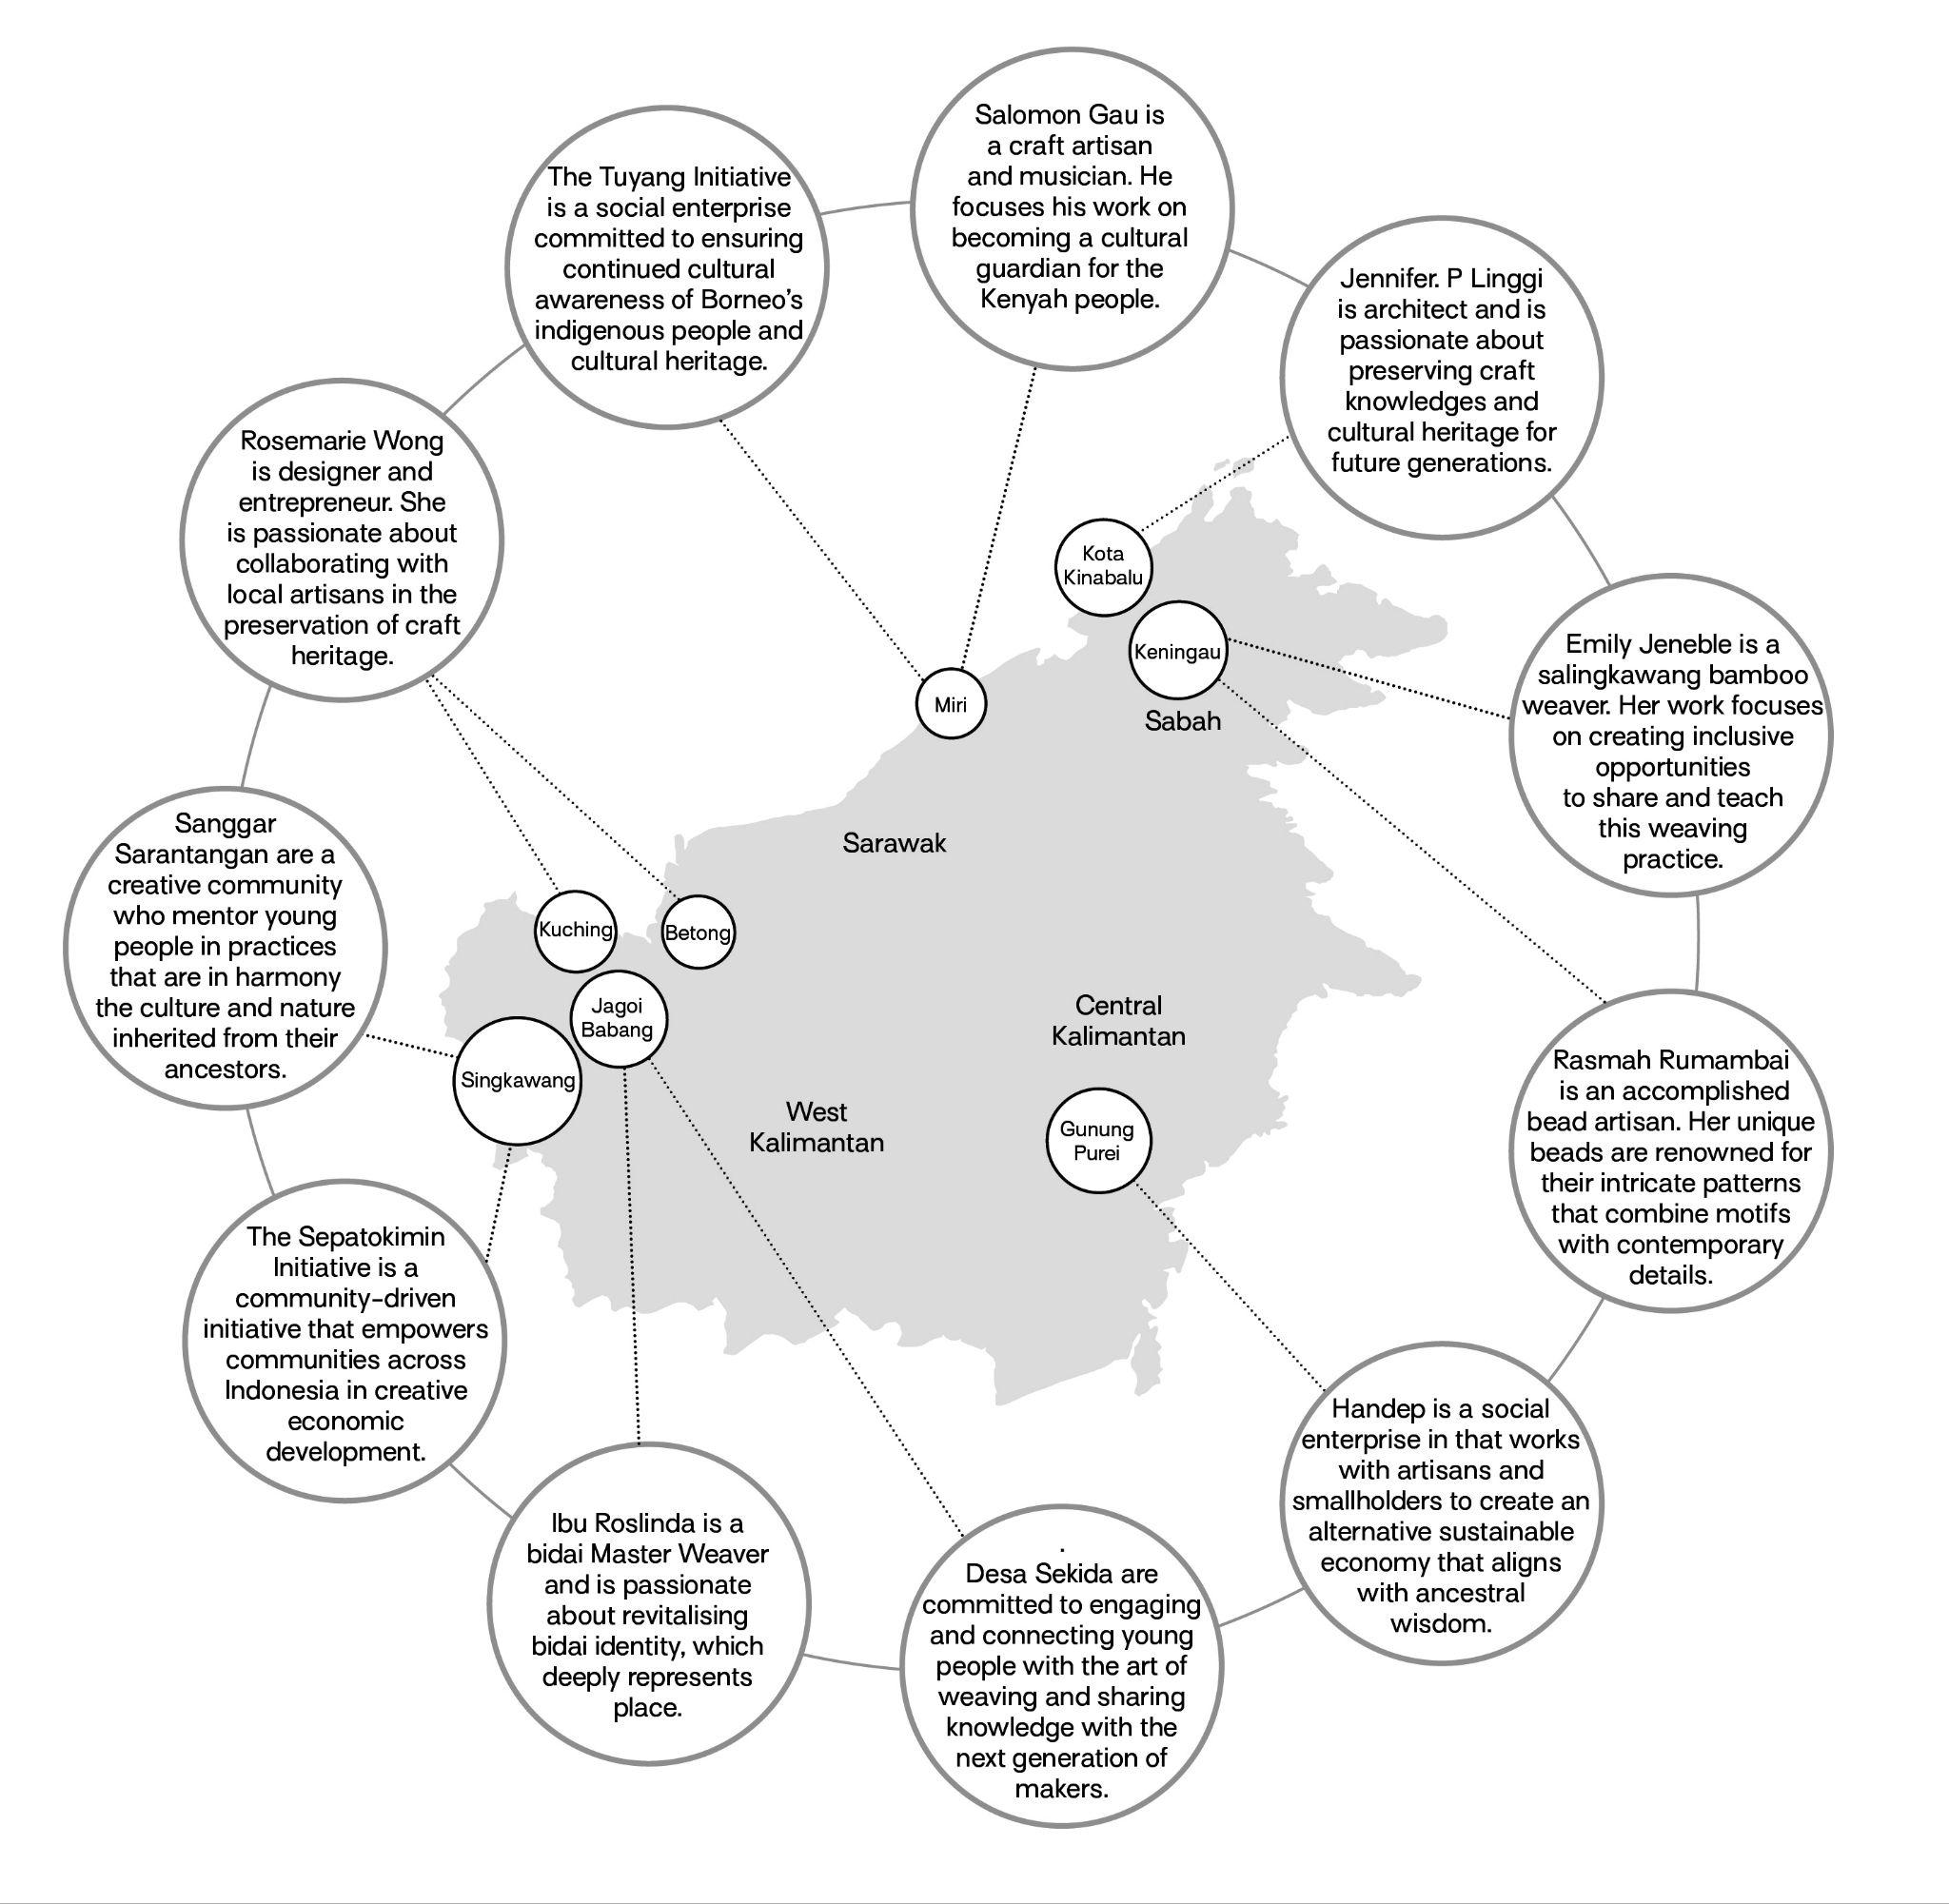 Salomon Gau is
a craft artisan
and musician. He
focuses his work on
becoming a cultural
guardian for the
Kenyah people.
The Tuyang Initiative
is a social enterprise
committed to ensuring
continued cultural
awareness of Borneo’s
indigenous people and
cultural heritage.
Jennifer. P Linggi
is architect and is
passionate about
preserving craft
knowledges and
cultural heritage for
future generations.
Rosemarie Wong
is designer and
entrepreneur. She
is passionate about
collaborating with
local artisans in the
preservation of craft
heritage.
Kota
Kinabalu
Keningau
Sabah
Miri
Emily Jeneble is a
salingkawang bamboo
weaver. Her work focuses
on creating inclusive
opportunities
to share and teach
this weaving
practice.
Sanggar
Sarantangan are a
creative community
who mentor young
people in practices
that are in harmony
the culture and nature
inherited from their
ancestors.
Sarawak
Kuching
Betong
Jagoi
Babang
Singkawang
Central
Kalimantan
West
Kalimantan
Gunung
Purei
Rasmah Rumambai
is an accomplished
bead artisan. Her unique
beads are renowned for
their intricate patterns
that combine motifs
with contemporary
details.
The Sepatokimin
Initiative is a
community-driven
initiative that empowers
communities across
Indonesia in creative
economic
development.
Handep is a social
enterprise in that works
with artisans and
smallholders to create an
alternative sustainable
economy that aligns
with ancestral
wisdom.
Ibu Roslinda is a
bidai Master Weaver
and is passionate
about revitalising
bidai identity, which
deeply represents
place.
.
Desa Sekida are
committed to engaging
and connecting young
people with the art of
weaving and sharing
knowledge with the
next generation of
makers.